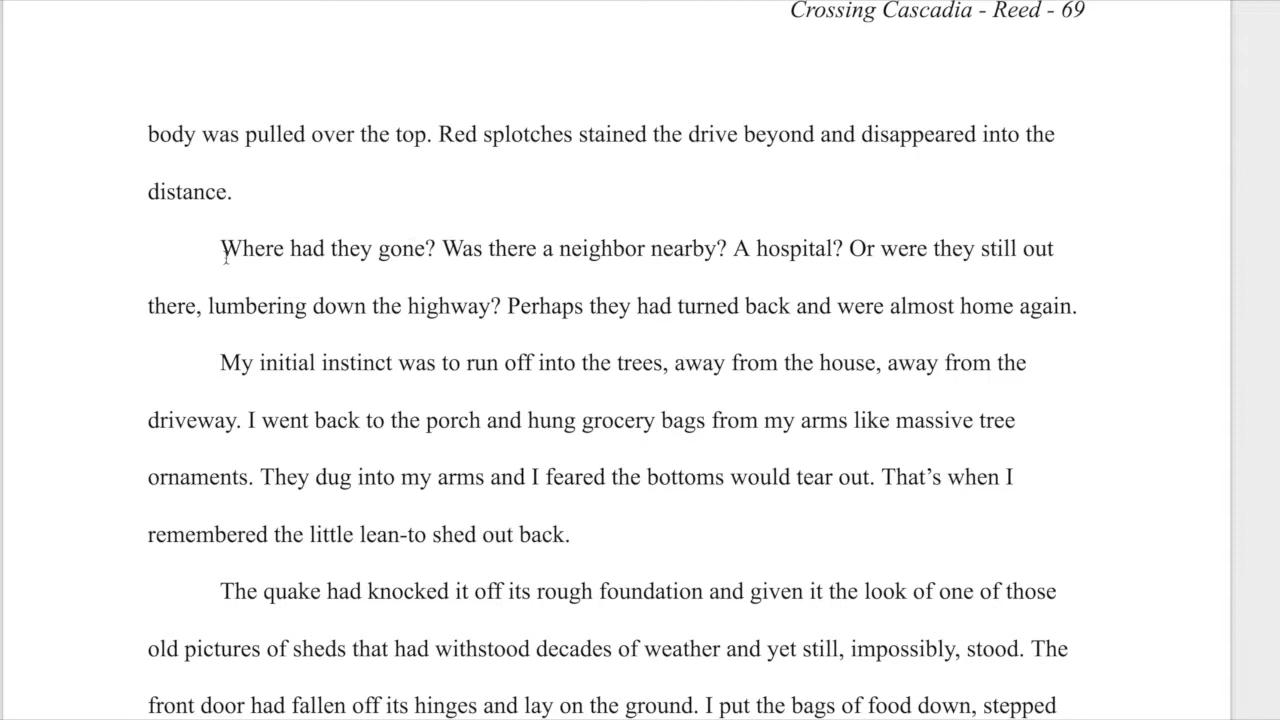 Crossing Cascadia - Reed - 69
body was pulled over the top. Red splotches stained the drive beyond and disappeared into the
distance.
Where had they gone? Was there a neighbor nearby? A hospital? Or were they still out
there, lumbering down the highway? Perhaps they had turned back and were almost home again.
My initial instinct was to run off into the trees, away from the house, away from the
driveway. I went back to the porch and hung grocery bags from my arms like massive tree
ornaments. They dug into my arms and I feared the bottoms would tear out. That’s when I
remembered the little lean-to shed out back.
The quake had knocked it off its rough foundation and given it the look of one of those
old pictures of sheds that had withstood decades of weather and yet still, impossibly, stood. The
front door had fallen off its hinges and lay on the ground. I put the bags of food down, stepped